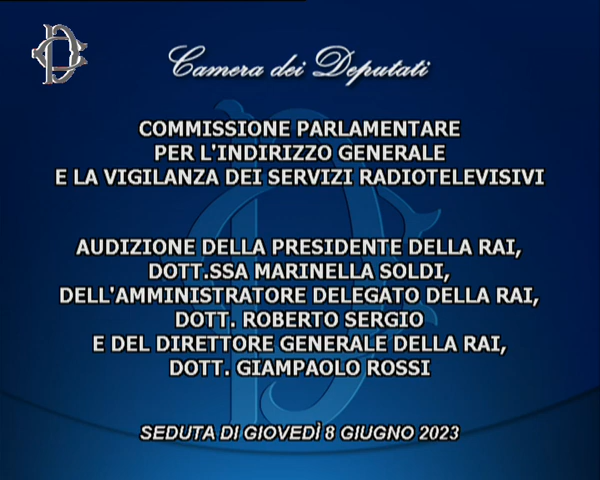 Camera dei Deputati
COMMISSIONE PARLAMENTARE
PER L'INDIRIZZO GENERALE
E LA VIGILANZA DEI SERVIZI RADIOTELEVISIVI
AUDIZIONE DELLA PRESIDENTE DELLA RAI,
DOTT.SSA MARINELLA SOLDI,
DELL'AMMINISTRATORE DELEGATO DELLA RAI,
DOTT. ROBERTO SERGIO
E DEL DIRETTORE GENERALE DELLA RAI,
DOTT. GIAMPAOLO ROSSI
SEDUTA DI GIOVEDÌ 8 GIUGNO 2023